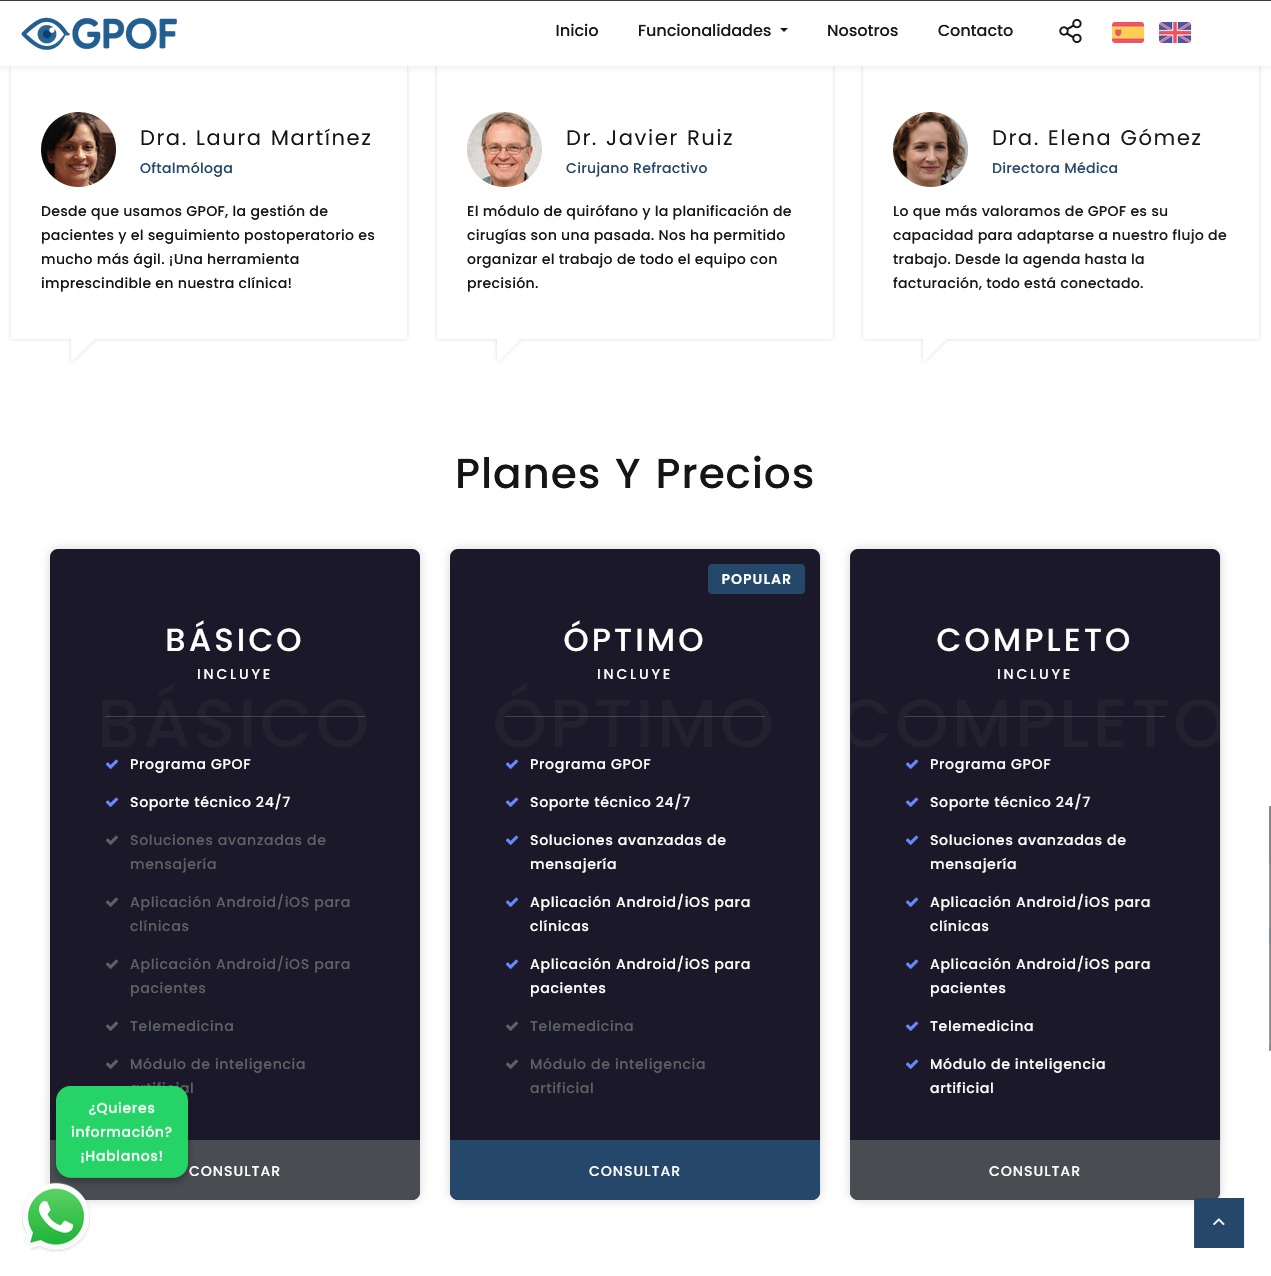 GPOF
Inicio
Funcionalidades
Nosotros
Contacto
Dra. Laura Martínez
Oftalmóloga
Desde que usamos GPOF, la gestión de
pacientes y el seguimiento postoperatorio es
mucho más ágil. ¡Una herramienta
imprescindible en nuestra clínica!
Dr. Javier Ruiz
Cirujano Refractivo
El módulo de quirófano y la planificación de
cirugías son una pasada. Nos ha permitido
organizar el trabajo de todo el equipo con
precisión.
Dra. Elena Gómez
Directora Médica
Lo que más valoramos de GPOF es su
capacidad para adaptarse a nuestro flujo de
trabajo. Desde la agenda hasta la
facturación, todo está conectado.
Planes Y Precios
BÁSICO
INCLUYE
BÁSICO
Programa GPOF
Soporte técnico 24/7
Soluciones avanzadas de
mensajería
Aplicación Android/iOS para
clínicas
Aplicación Android/iOS para
pacientes
Telemedicina
Módulo de inteligencia
artificial
CONSULTAR
POPULAR
ÓPTIMO
INCLUYE
ÓPTIMO
Programa GPOF
Soporte técnico 24/7
Soluciones avanzadas de
mensajería
Aplicación Android/iOS para
clínicas
Aplicación Android/iOS para
pacientes
Telemedicina
Módulo de inteligencia
artificial
CONSULTAR
COMPLETO
INCLUYE
COMPLETO
Programa GPOF
Soporte técnico 24/7
Soluciones avanzadas de
mensajería
Aplicación Android/iOS para
clínicas
Aplicación Android/iOS para
pacientes
Telemedicina
Módulo de inteligencia
artificial
CONSULTAR
¿Quieres
información?
¡Hablanos!